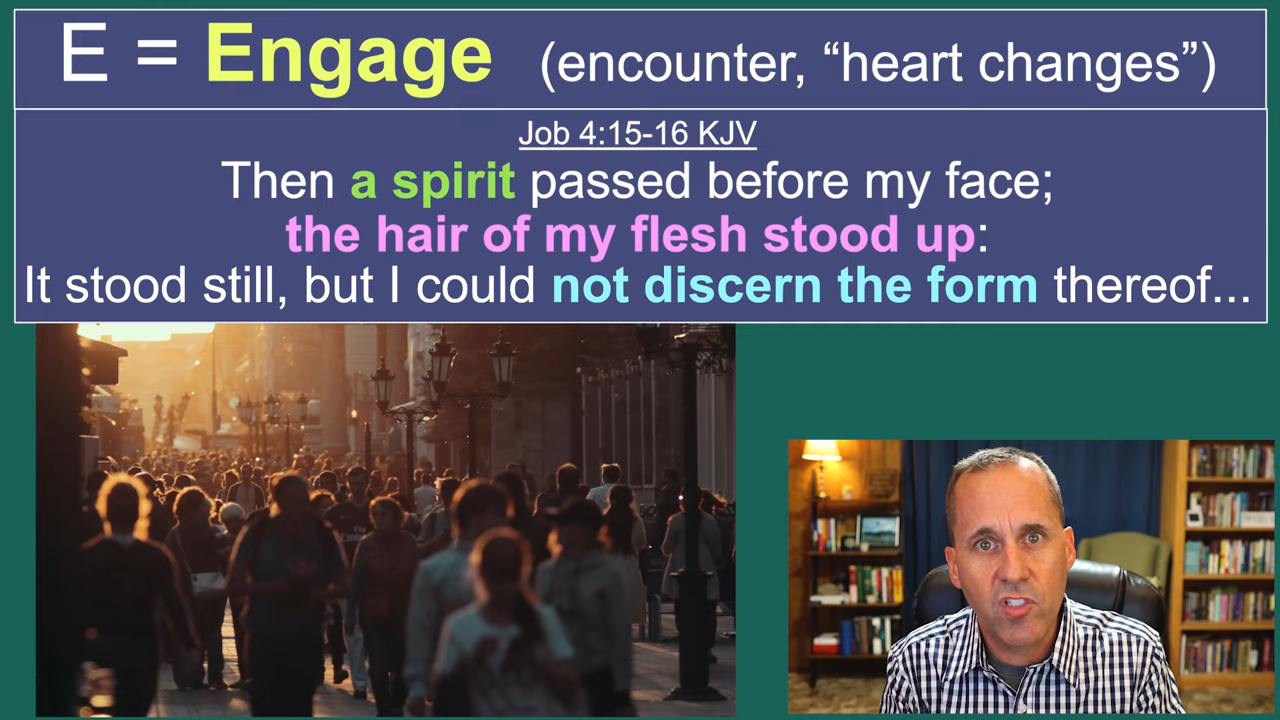 E = Engage (encounter, “heart changes”)
Job 4:15-16 KJV
Then a spirit passed before my face;
the hair of my flesh stood up:
It stood still, but I could not discern the form thereof...